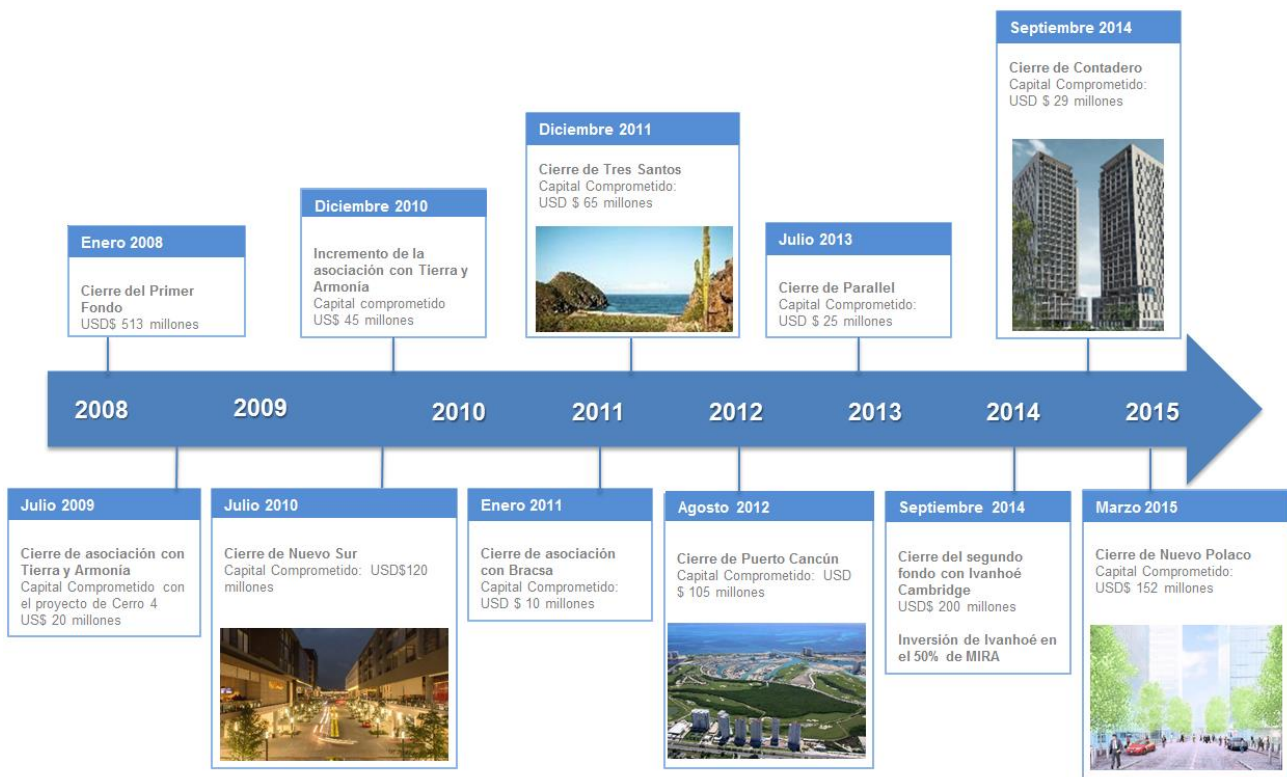 Septiembre 2014
Cierre de Contadero
Capital Comprometido:
USD $ 29 millones
Diciembre 2011
Cierre de Tres Santos
Capital Comprometido:
USD $ 65 millones
Diciembre 2010
Incremento de la
asociación con Tierra y
Armonía
Capital comprometido
US$ 45 millones
Enero 2008
Cierre del Primer
Fondo
USD$ 513 millones
Julio 2013
Cierre de Parallel
Capital Comprometido:
USD $ 25 millones
2008 2009 2010 2011 2012 2013 2014 2015
Julio 2009
Cierre de asociación con
Tierra y Armonía
Capital Comprometido con
el proyecto de Cerro 4
US$ 20 millones
Julio 2010
Cierre de Nuevo Sur
Capital Comprometido: USD$120
millones
Enero 2011
Cierre de asociación
con Bracsa
Capital Comprometido:
USD $ 10 millones
Agosto 2012
Cierre de Puerto Cancún
Capital Comprometido: USD
$ 105 millones
Septiembre 2014
Cierre del segundo
fondo con Ivanhoé
Cambridge
USD$ 200 millones
Inversión de Ivanhoé en
el 50% de MIRA
Marzo 2015
Cierre de Nuevo Polaco
Capital Comprometido:
USD$ 152 millones